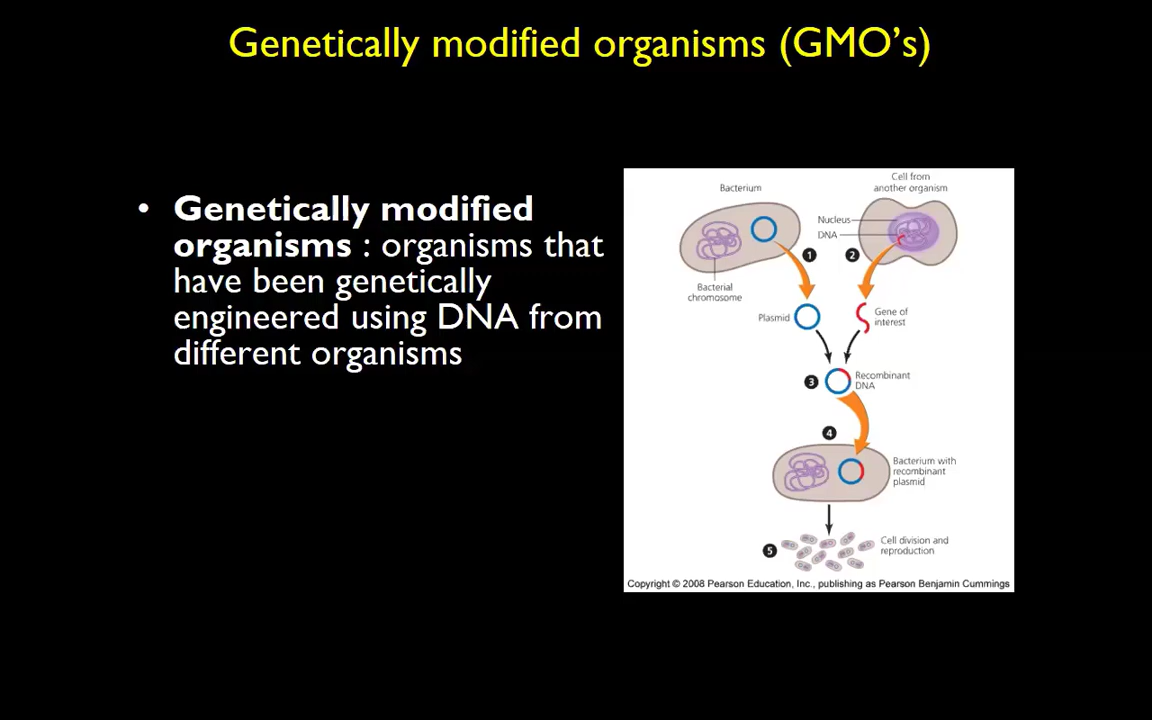 Genetically modified organisms (GMO’s)
• Genetically modified
organisms : organisms that
have been genetically
engineered using DNA from
different organisms
Bacterium
Cell from
another organism
Nucleus
DNA
1
2
Bacterial
chromosome
Plasmid
Gene of
interest
3
Recombinant
DNA
4
Bacterium with
recombinant
plasmid
5
Cell division and
reproduction
Copyright © 2008 Pearson Education, Inc., publishing as Pearson Benjamin Cummings